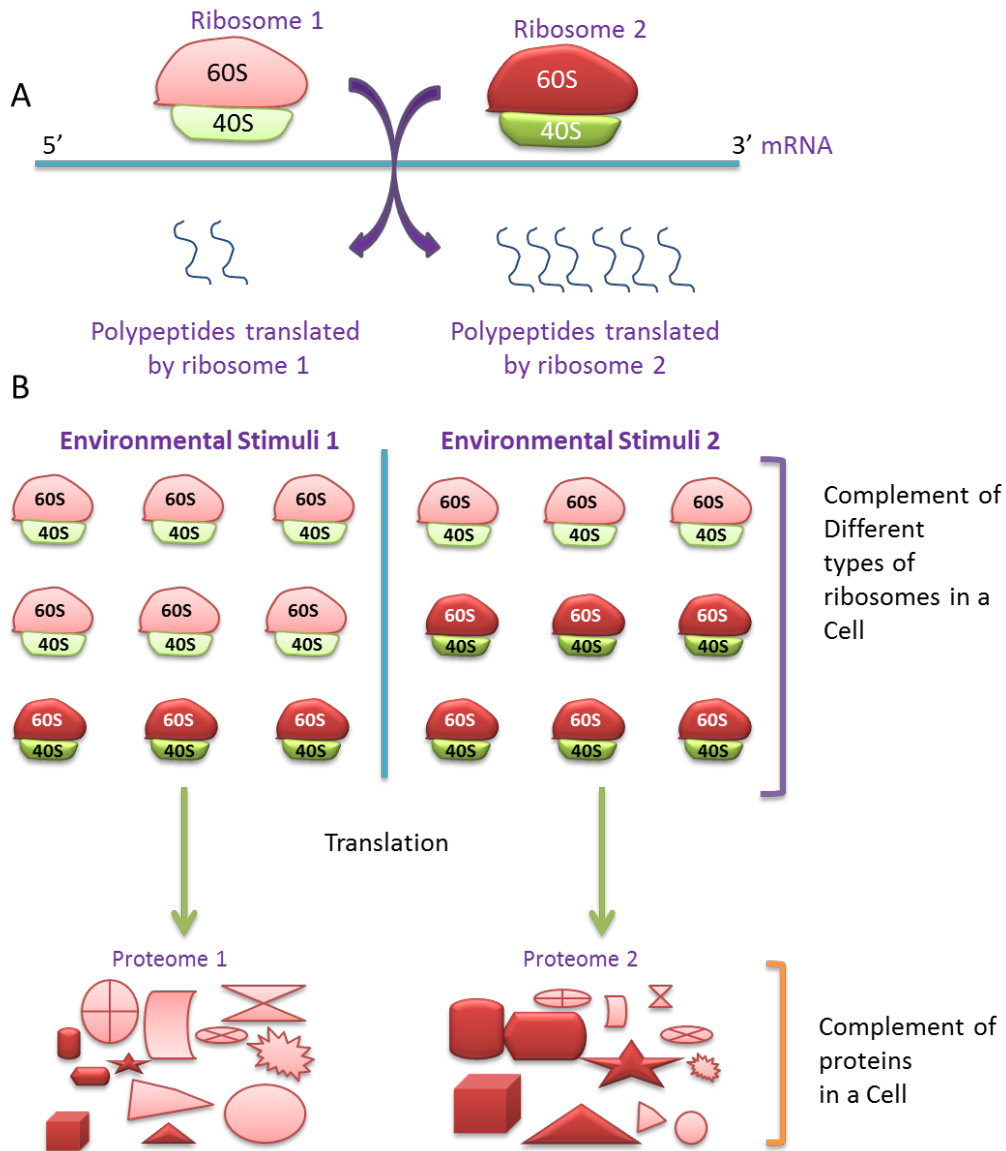 Ribosome 1
Ribosome 2
60S
60S
A
40S
40S
5’
3’ mRNA
Polypeptides translated
by ribosome 1
Polypeptides translated
by ribosome 2
B
Environmental Stimuli 1
Environmental Stimuli 2
60S
60S
60S
60S
60S
60S
40S
40S
40S
40S
40S
40S
Complement of
Different
types of
ribosomes in a
Cell
60S
60S
60S
60S
60S
60S
40S
40S
40S
40S
40S
40S
60S
60S
60S
60S
60S
60S
40S
40S
40S
40S
40S
40S
Translation
Proteome 1
Proteome 2
Complement of
proteins
in a Cell